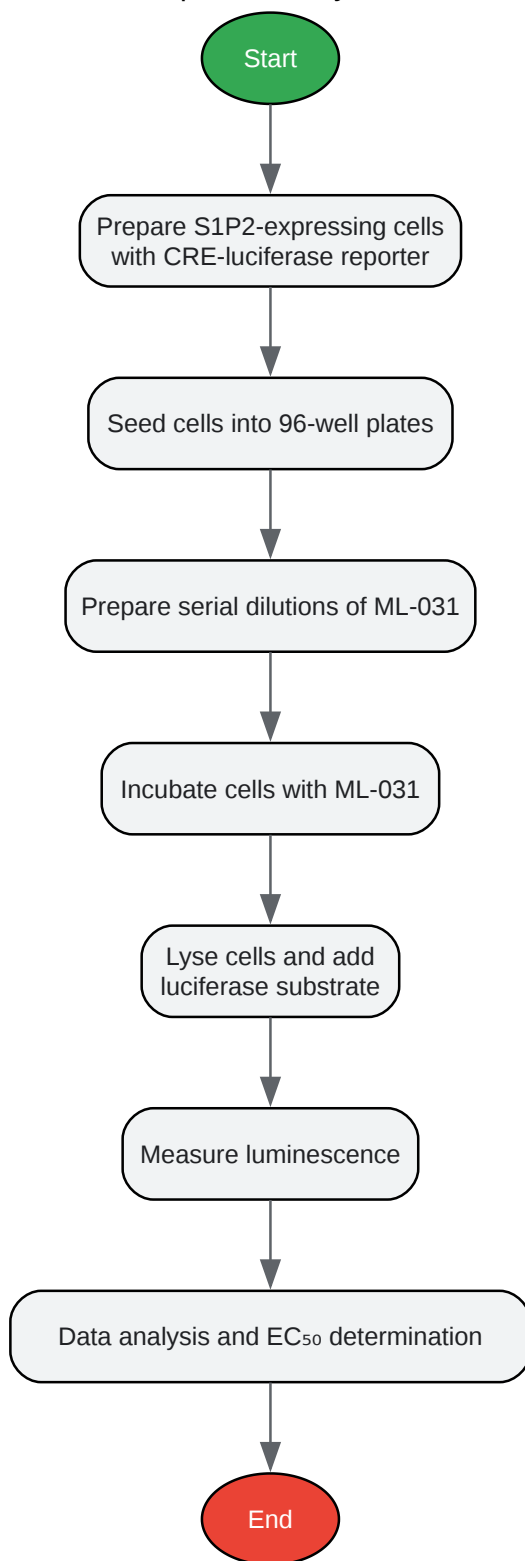 Start
Prepare S1P2-expressing cells
with CRE-luciferase reporter
Seed cells into 96-well plates
Prepare serial dilutions of ML-031
Incubate cells with ML-031
Lyse cells and add
luciferase substrate
Measure luminescence
Data analysis and EC₅₀ determination
End